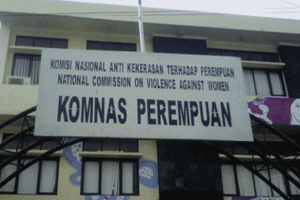 KOMISI NASIONAL ANTI KEKERASAN TERHADAP PEREMPUAN
NATIONAL COMMISSION ON VIOLENCE AGAINST WOMEN
KOMNAS PEREMPUAN